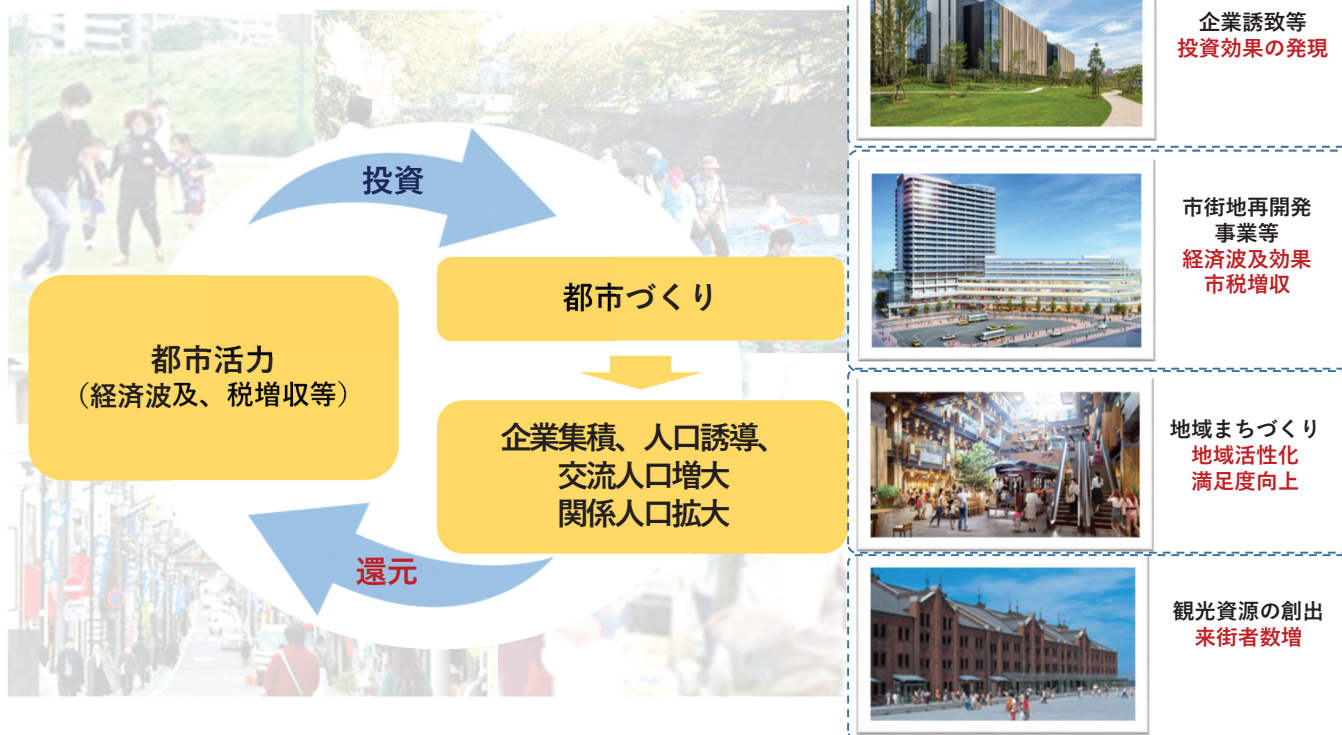 投資
都市づくり
都市活力
（経済波及、税増収等）
企業集積、人口誘導、
交流人口増大
関係人口拡大
還元
企業誘致等
投資効果の発現
市街地再開発
事業等
経済波及効果
市税増収
地域まちづくり
地域活性化
満足度向上
観光資源の創出
来街者数増